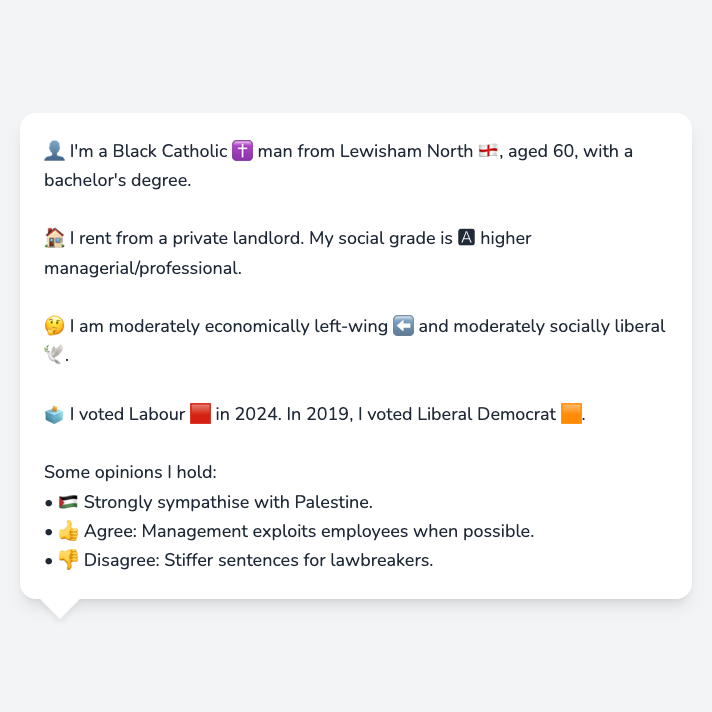 👤 I'm a Black Catholic ✝️ man from Lewisham North 🏴󠁧󠁢󠁥󠁮󠁧󠁿, aged 60, with a
bachelor's degree.
🏠 I rent from a private landlord. My social grade is 🅰 higher
managerial/professional.
🤔 I am moderately economically left-wing ⬅️ and moderately socially liberal
🕊️.
🗳️ I voted Labour 🟥 in 2024. In 2019, I voted Liberal Democrat 🟧.
Some opinions I hold:
• 🇵🇸 Strongly sympathise with Palestine.
• 👍 Agree: Management exploits employees when possible.
• 👎 Disagree: Stiffer sentences for lawbreakers.